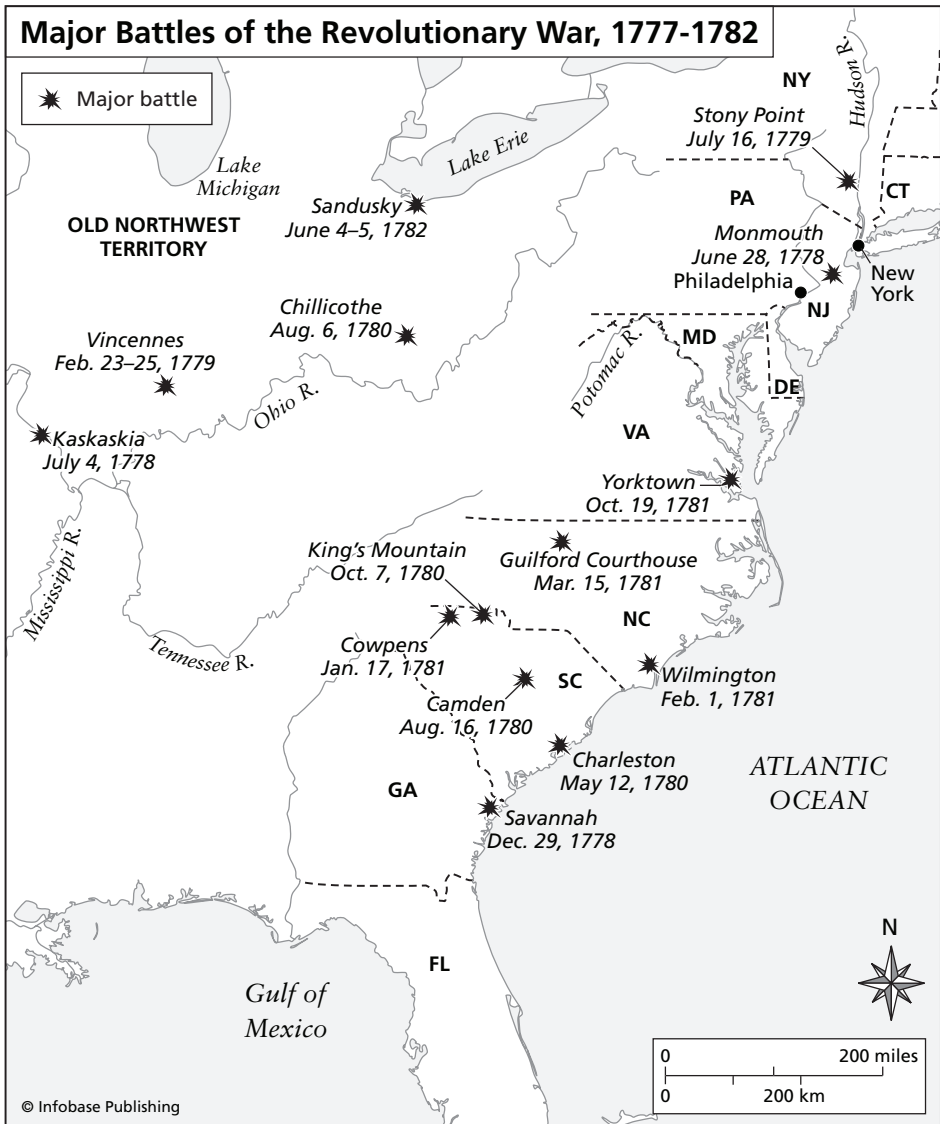 Major Battles of the Revolutionary War, 1777-1782
Major battle
NY
Hudson R.
Stony Point
July 16, 1779
Lake Erie
Lake
Michigan
CT
PA
Sandusky
June 4–5, 1782
OLD NORTHWEST
TERRITORY
Monmouth
June 28, 1778
Philadelphia
New
York
NJ
Chillicothe
Aug. 6, 1780
Vincennes
Feb. 23–25, 1779
MD
Potomac R.
DE
Ohio R.
VA
Kaskaskia
July 4, 1778
Yorktown
Oct. 19, 1781
Mississippi R.
King's Mountain
Oct. 7, 1780
Guilford Courthouse
Mar. 15, 1781
NC
Tennessee R.
Cowpens
Jan. 17, 1781
SC
Wilmington
Feb. 1, 1781
Camden
Aug. 16, 1780
Charleston
May 12, 1780
ATLANTIC
OCEAN
GA
Savannah
Dec. 29, 1778
N
FL
Gulf of
Mexico
0 200 miles
0 200 km
© Infobase Publishing